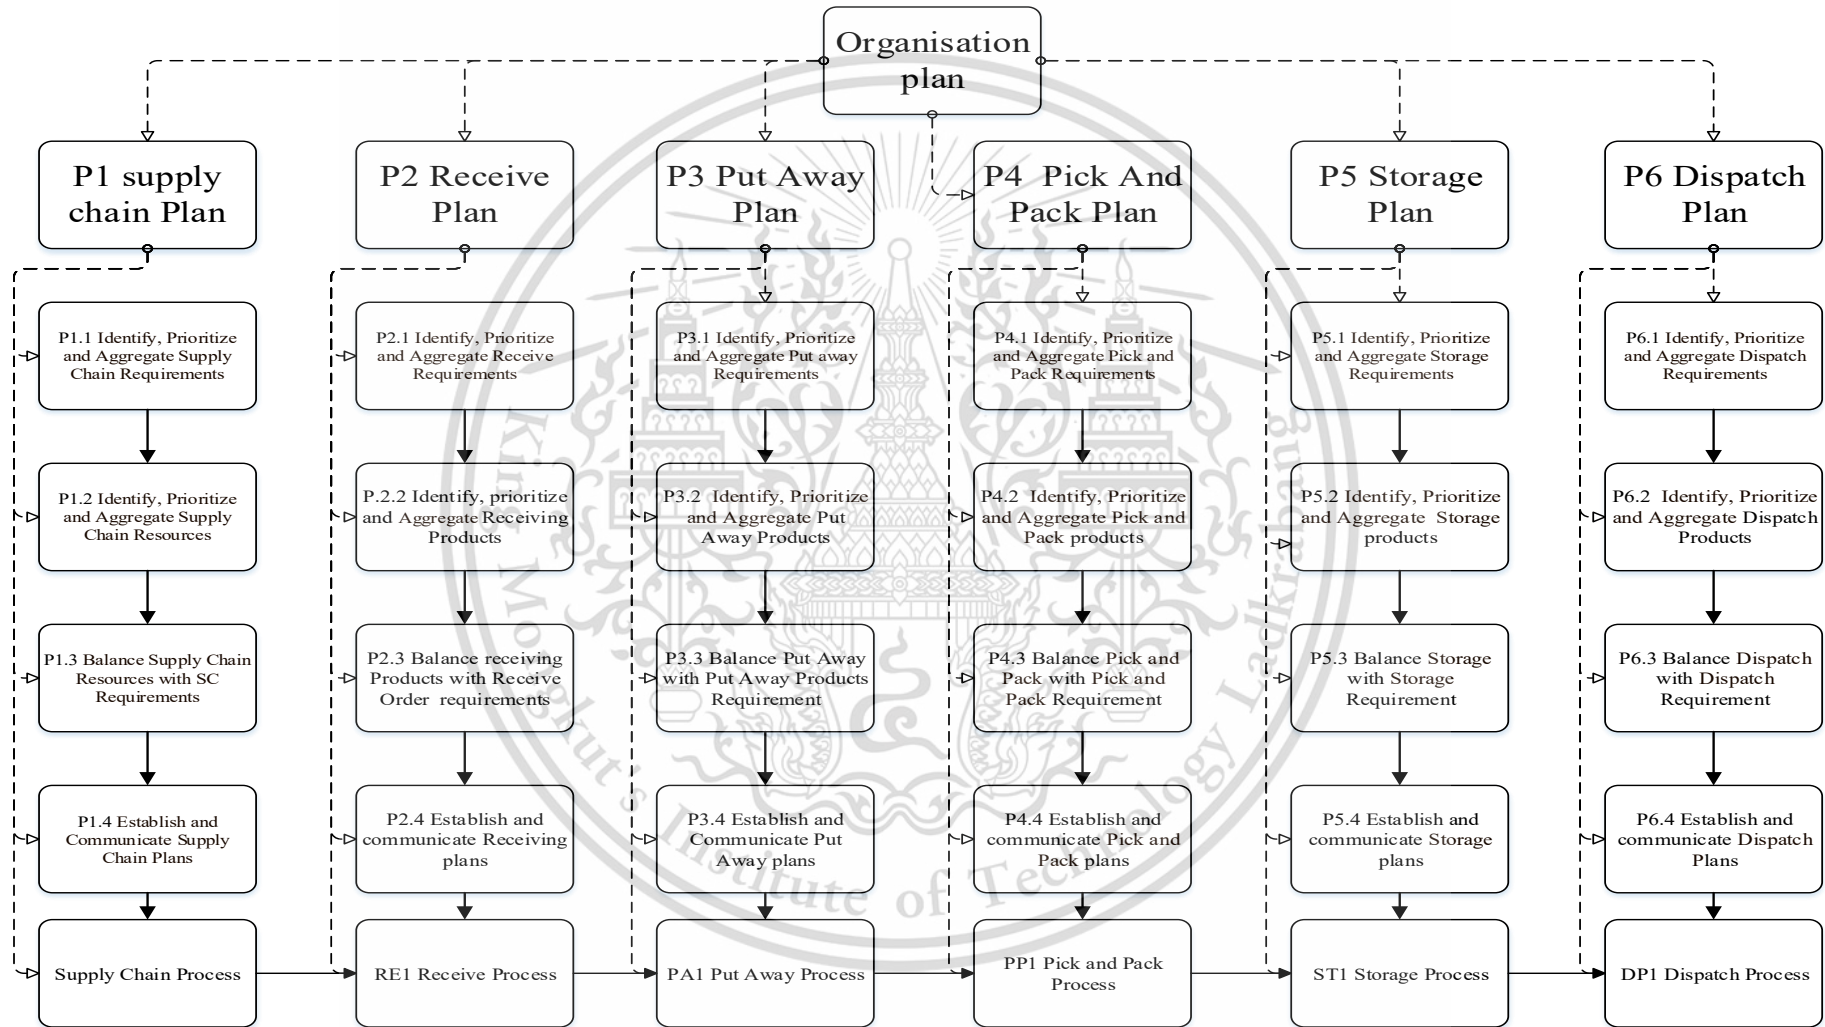 Organisation
plan
P1 supply
chain Plan
P2 Receive
Plan
P3 Put Away
Plan
P4 Pick And
Pack Plan
P5 Storage
Plan
P6 Dispatch
Plan
P1.1 Identify, Prioritize
and Aggregate Supply
Chain Requirements
P2.1 Identify, Prioritize
and Aggregate Receive
Requirements
P3.1 Identify, Prioritize
and Aggregate Put away
Requirements
P4.1 Identify, Prioritize
and Aggregate Pick and
Pack Requirements
P5.1 Identify, Prioritize
and Aggregate Storage
Requirements
P6.1 Identify, Prioritize
and Aggregate Dispatch
Requirements
P1.2 Identify, Prioritize
and Aggregate Supply
Chain Resources
P.2.2 Identify, prioritize
and Aggregate Receiving
Products
P3.2 Identify, Prioritize
and Aggregate Put
Away Products
P4.2 Identify, Prioritize
and Aggregate Pick and
Pack products
P5.2 Identify, Prioritize
and Aggregate Storage
products
P6.2 Identify, Prioritize
and Aggregate Dispatch
Products
P1.3 Balance Supply Chain
Resources with SC
Requirements
P2.3 Balance receiving
Products with Receive
Order requirements
P3.3 Balance Put Away
with Put Away Products
Requirement
P4.3 Balance Pick and
Pack with Pick and
Pack Requirement
P5.3 Balance Storage
with Storage
Requirement
P6.3 Balance Dispatch
with Dispatch
Requirement
P1.4 Establish and
Communicate Supply
Chain Plans
P2.4 Establish and
communicate Receiving
plans
P3.4 Establish and
Communicate Put
Away plans
P4.4 Establish and
communicate Pick and
Pack plans
P5.4 Establish and
communicate Storage
plans
P6.4 Establish and
communicate Dispatch
Plans
Supply Chain Process
RE1 Receive Process
PA1 Put Away Process
PP1 Pick and Pack
Process
ST1 Storage Process
DP1 Dispatch Process
King Mongkut's Institute of Technology Ladkrabang